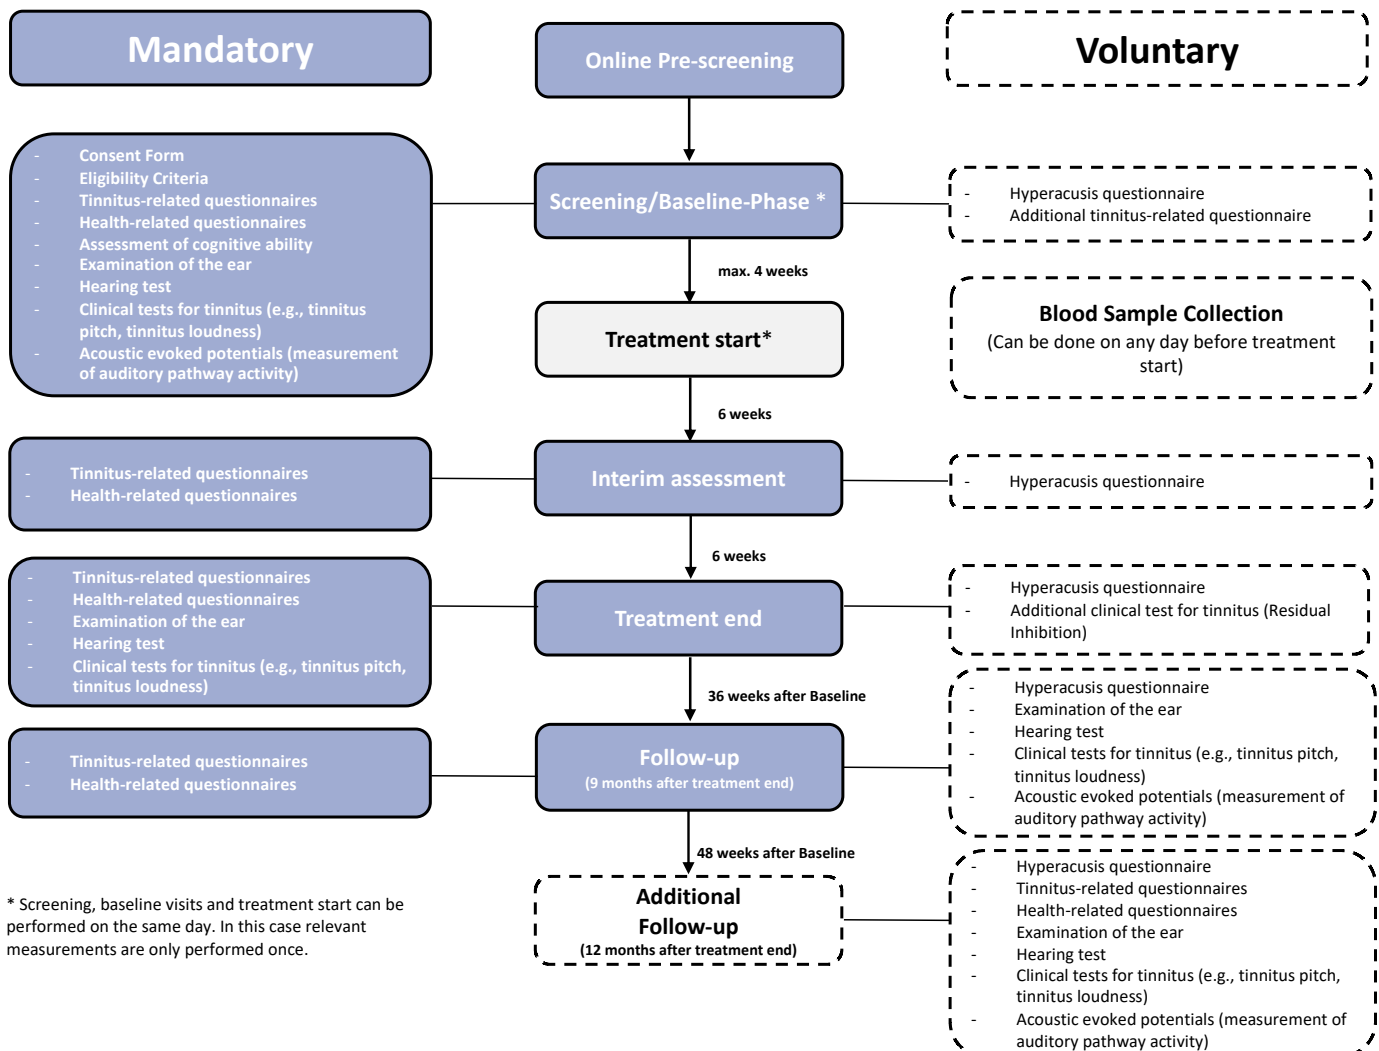 Mandatory
Online Pre-screening
Voluntary
- Consent Form
- Eligibility Criteria
- Tinnitus-related questionnaires
- Health-related questionnaires
- Assessment of cognitive ability
- Examination of the ear
- Hearing test
- Clinical tests for tinnitus (e.g., tinnitus
pitch, tinnitus loudness)
- Acoustic evoked potentials (measurement
of auditory pathway activity)
Screening/Baseline-Phase *
- Hyperacusis questionnaire
- Additional tinnitus-related questionnaire
max. 4 weeks
Treatment start*
Blood Sample Collection
(Can be done on any day before treatment
start)
6 weeks
- Tinnitus-related questionnaires
- Health-related questionnaires
Interim assessment
- Hyperacusis questionnaire
6 weeks
- Tinnitus-related questionnaires
- Health-related questionnaires
- Examination of the ear
- Hearing test
- Clinical tests for tinnitus (e.g., tinnitus pitch,
tinnitus loudness)
Treatment end
- Hyperacusis questionnaire
- Additional clinical test for tinnitus (Residual
Inhibition)
36 weeks after Baseline
- Tinnitus-related questionnaires
- Health-related questionnaires
Follow-up
(9 months after treatment end)
- Hyperacusis questionnaire
- Examination of the ear
- Hearing test
- Clinical tests for tinnitus (e.g., tinnitus pitch,
tinnitus loudness)
- Acoustic evoked potentials (measurement of
auditory pathway activity)
48 weeks after Baseline
* Screening, baseline visits and treatment start can be
performed on the same day. In this case relevant
measurements are only performed once.
Additional
Follow-up
(12 months after treatment end)
- Hyperacusis questionnaire
- Tinnitus-related questionnaires
- Health-related questionnaires
- Examination of the ear
- Hearing test
- Clinical tests for tinnitus (e.g., tinnitus pitch,
tinnitus loudness)
- Acoustic evoked potentials (measurement of
auditory pathway activity)